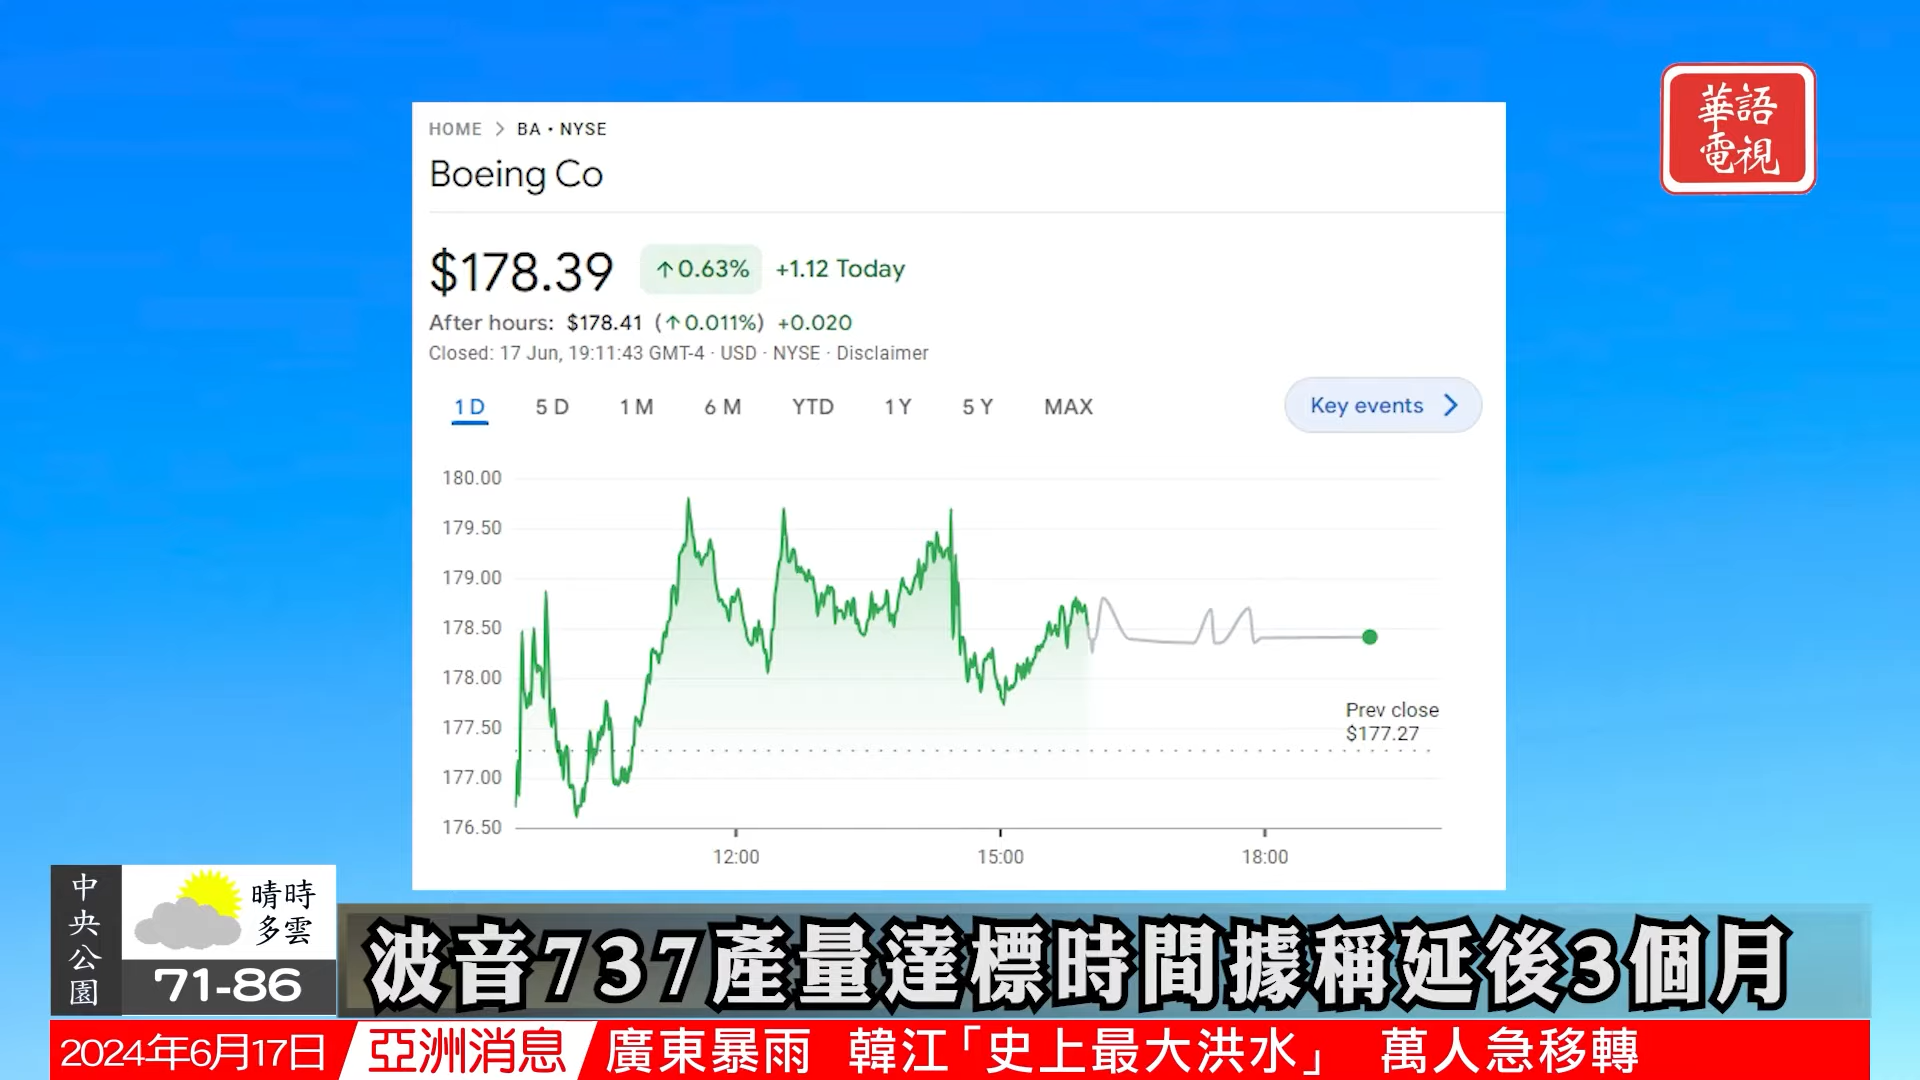 華語
電視
HOME > BA • NYSE
Boeing Co
$178.39 ↑0.63% +1.12 Today
After hours: $178.41 (↑0.011%) +0.020
Closed: 17 Jun, 19:11:43 GMT-4 · USD · NYSE · Disclaimer
1D 5D 1M 6M YTD 1Y 5Y MAX Key events >
180.00
179.50
179.00
178.50
178.00
177.50
177.00
176.50
Prev close
$177.27
12:00 15:00 18:00
中央公園
晴時
多雲
71-86
波音737產量達標時間據稱延後3個月
2024年6月17日 亞洲消息 廣東暴雨 韓江「史上最大洪水」 萬人急移轉